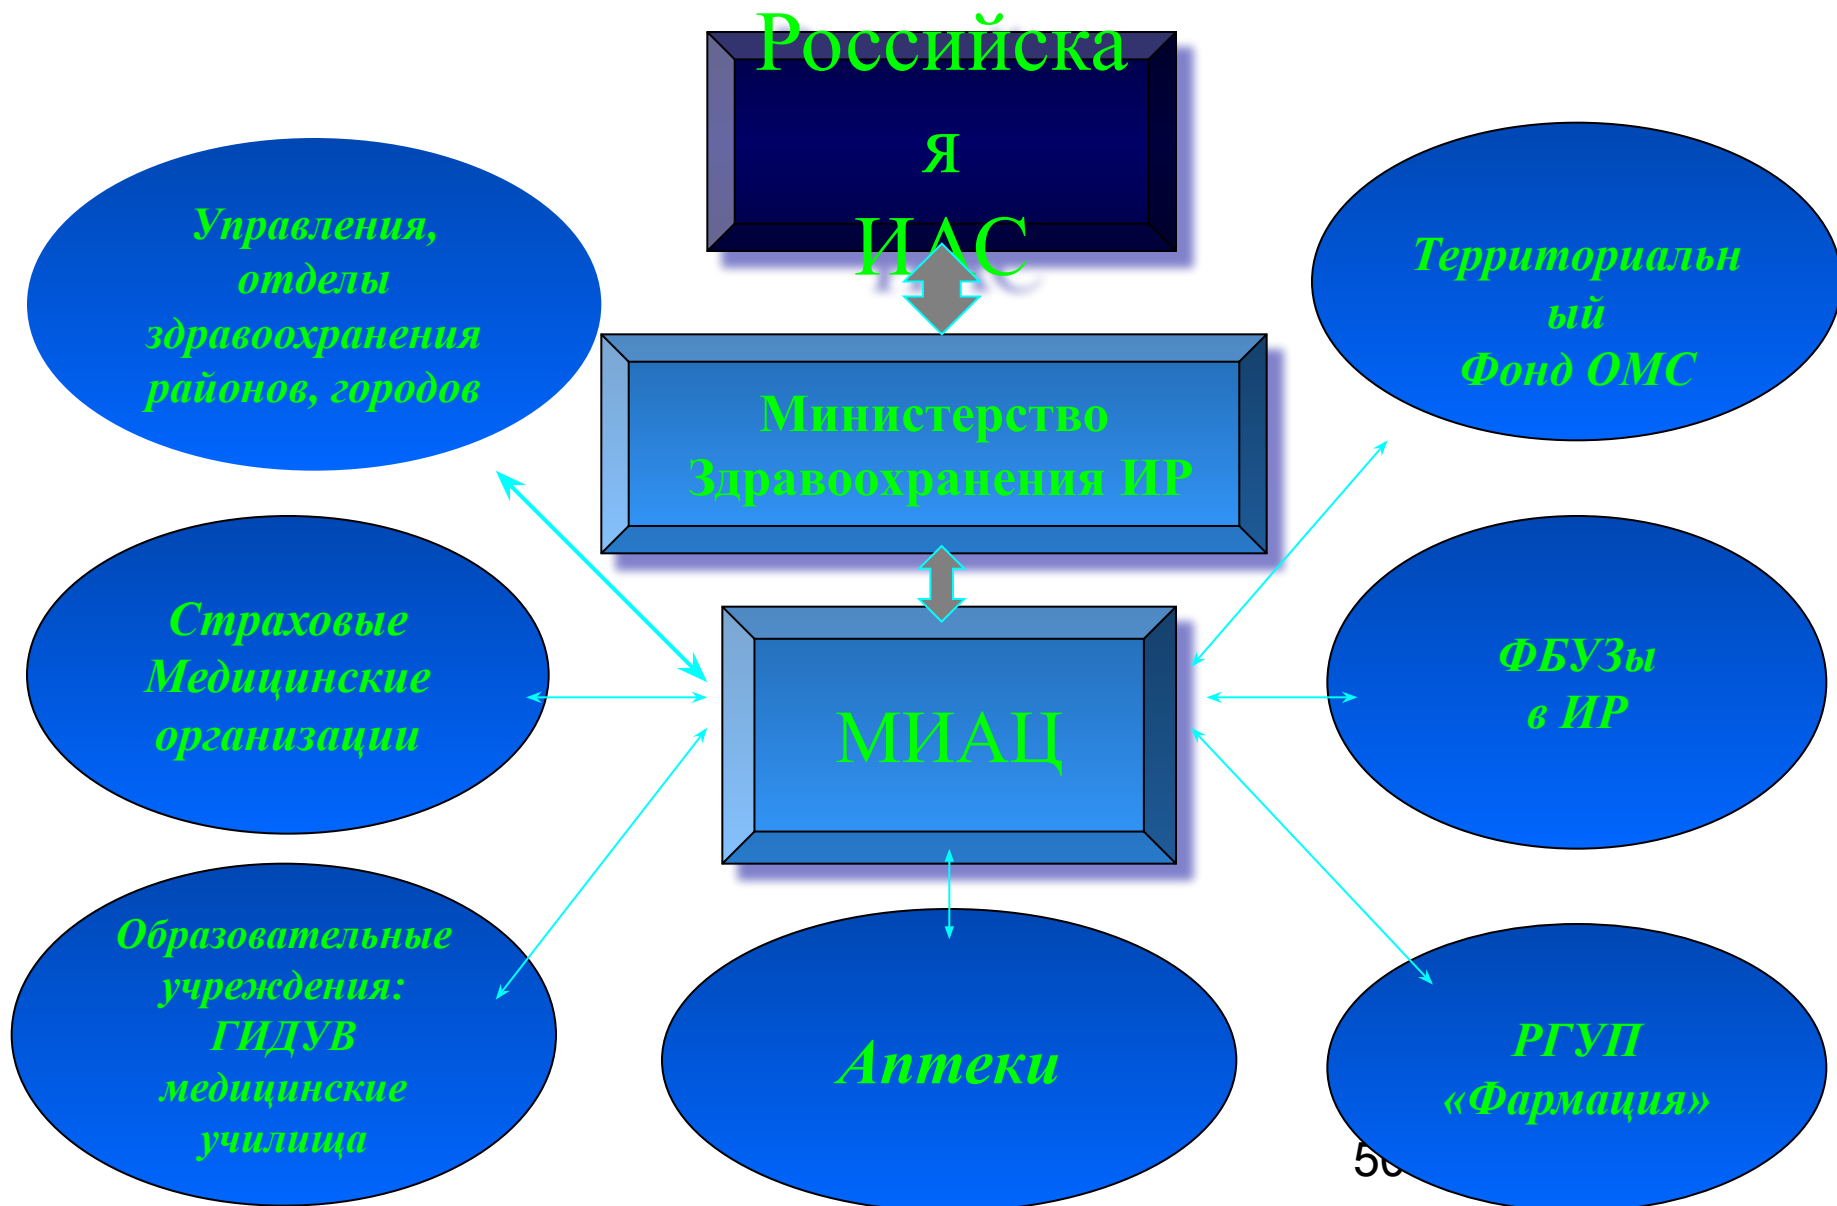 Российска
я
ИАС
Управления,
отделы
здравоохранения
районов, городов
Территориальн
ый
Фонд ОМС
Министерство
Здравоохранения ИР
Страховые
Медицинские
организации
МИАЦ
ФБУЗы
в ИР
Образовательные
учреждения:
ГИДУВ
медицинские
училища
Аптеки
РГУП
«Фармация»